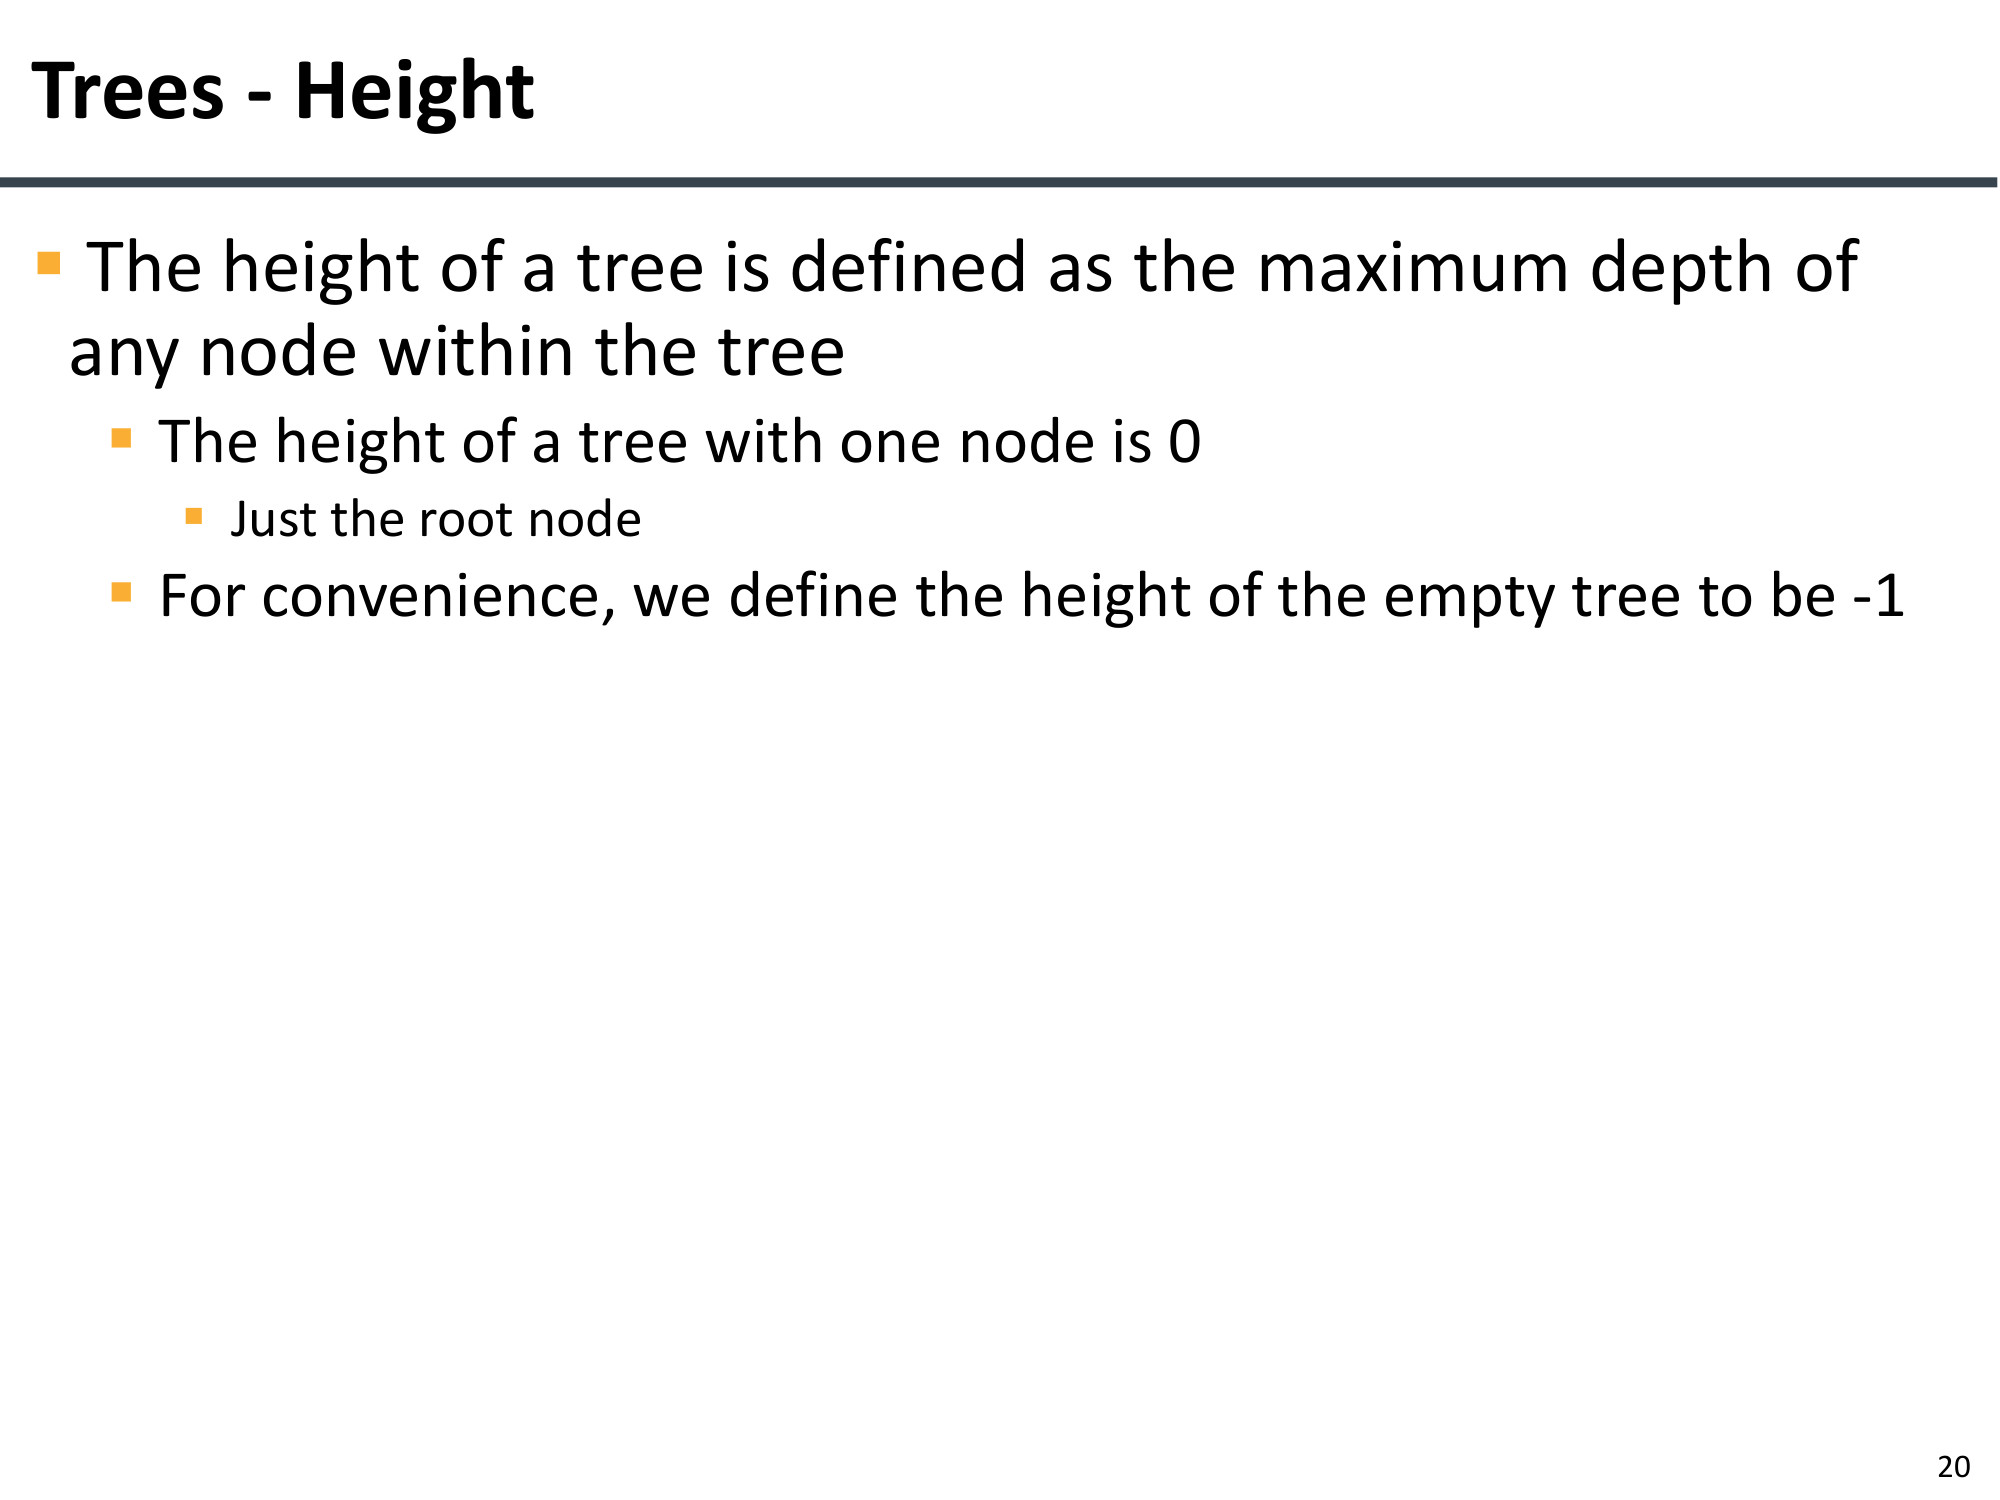 Trees - Height
▪ The height of a tree is defined as the maximum depth of
any node within the tree
▪ The height of a tree with one node is 0
▪ Just the root node
▪ For convenience, we define the height of the empty tree to be -1
20